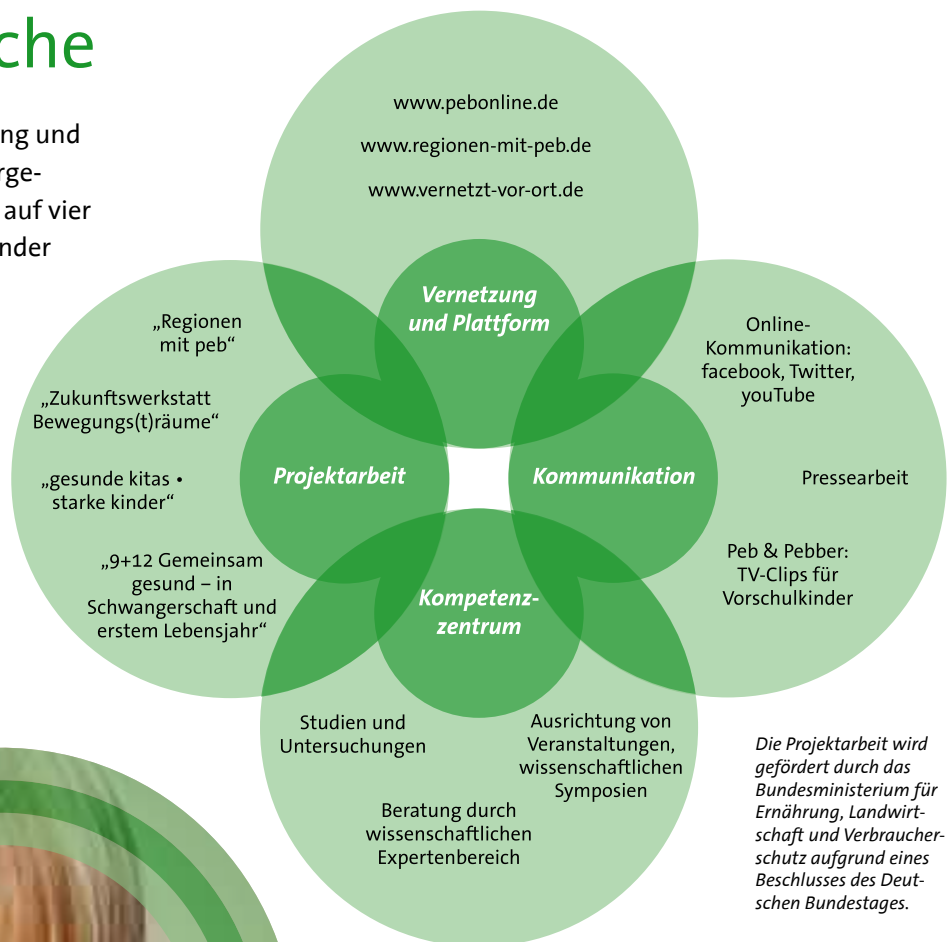 che
ng und
rge-
auf vier
nder
www.pebonline.de
www.regionen-mit-peb.de
www.vernetzt-vor-ort.de
Vernetzung
und Plattform
„Regionen
mit peb“
„Zukunftswerkstatt
Bewegungs(t)räume“
„gesunde kitas •
starke kinder“
„9+12 Gemeinsam
gesund – in
Schwangerschaft und
erstem Lebensjahr“
Projektarbeit
Kommunikation
Online-
Kommunikation:
facebook, Twitter,
youTube
Pressearbeit
Peb & Pebber:
TV-Clips für
Vorschulkinder
Kompetenz-
zentrum
Studien und
Untersuchungen
Ausrichtung von
Veranstaltungen,
wissenschaftlichen
Symposien
Beratung durch
wissenschaftlichen
Expertenbereich
Die Projektarbeit wird
gefördert durch das
Bundesministerium für
Ernährung, Landwirt-
schaft und Verbraucher-
schutz aufgrund eines
Beschlusses des Deut-
schen Bundestages.